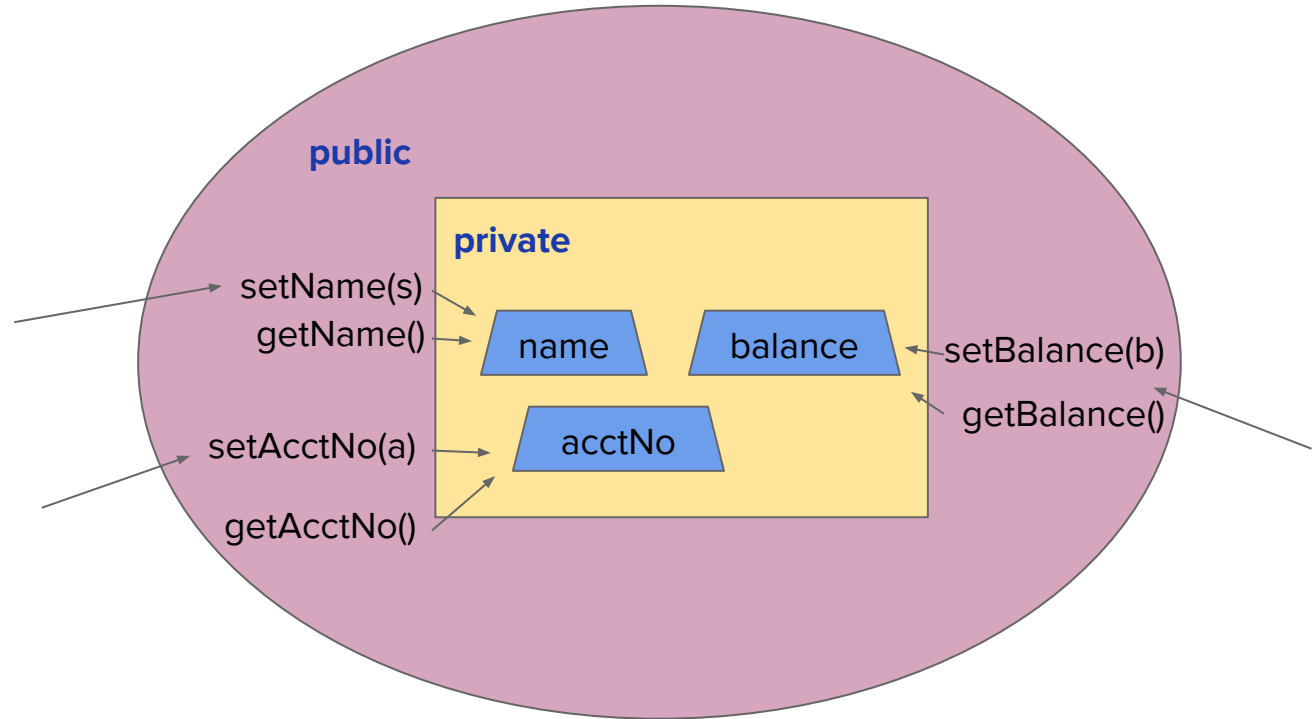 public
private
setName(s)
getName()
name
balance
setBalance(b)
getBalance()
setAcctNo(a)
acctNo
getAcctNo()